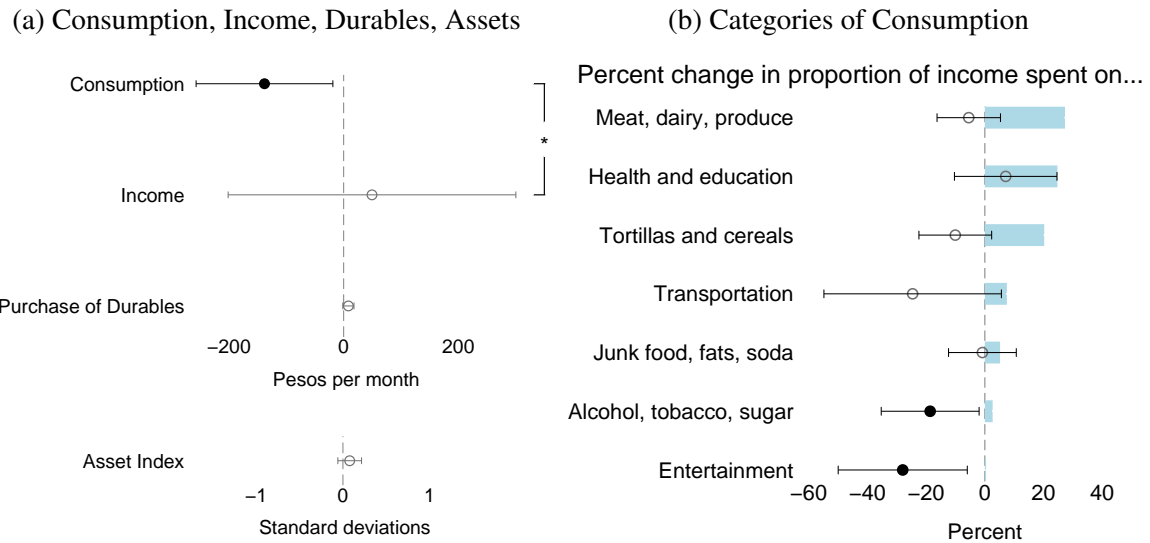 (a) Consumption, Income, Durables, Assets
Consumption
*
Income
Purchase of Durables
−200 0 200
Pesos per month
Asset Index
−1 0 1
Standard deviations
(b) Categories of Consumption
Percent change in proportion of income spent on...
Meat, dairy, produce
Health and education
Tortillas and cereals
Transportation
Junk food, fats, soda
Alcohol, tobacco, sugar
Entertainment
−60 −40 −20 0 20 40
Percent